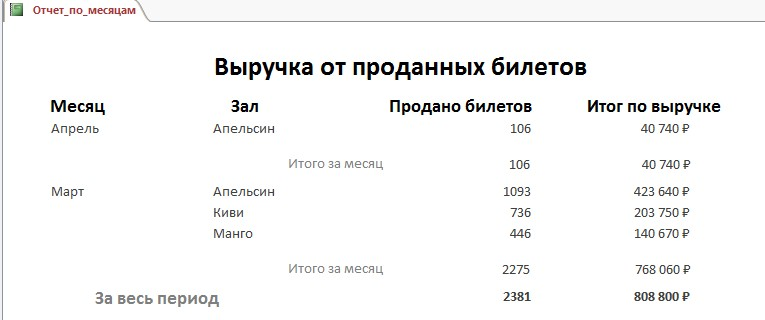 Отчет_по_месяцам
Выручка от проданных билетов
Месяц Зал Продано билетов Итог по выручке
Апрель Апельсин 106 40 740 ₽
Итого за месяц 106 40 740 ₽
Март Апельсин 1093 423 640 ₽
Киви 736 203 750 ₽
Манго 446 140 670 ₽
Итого за месяц 2275 768 060 ₽
За весь период 2381 808 800 ₽